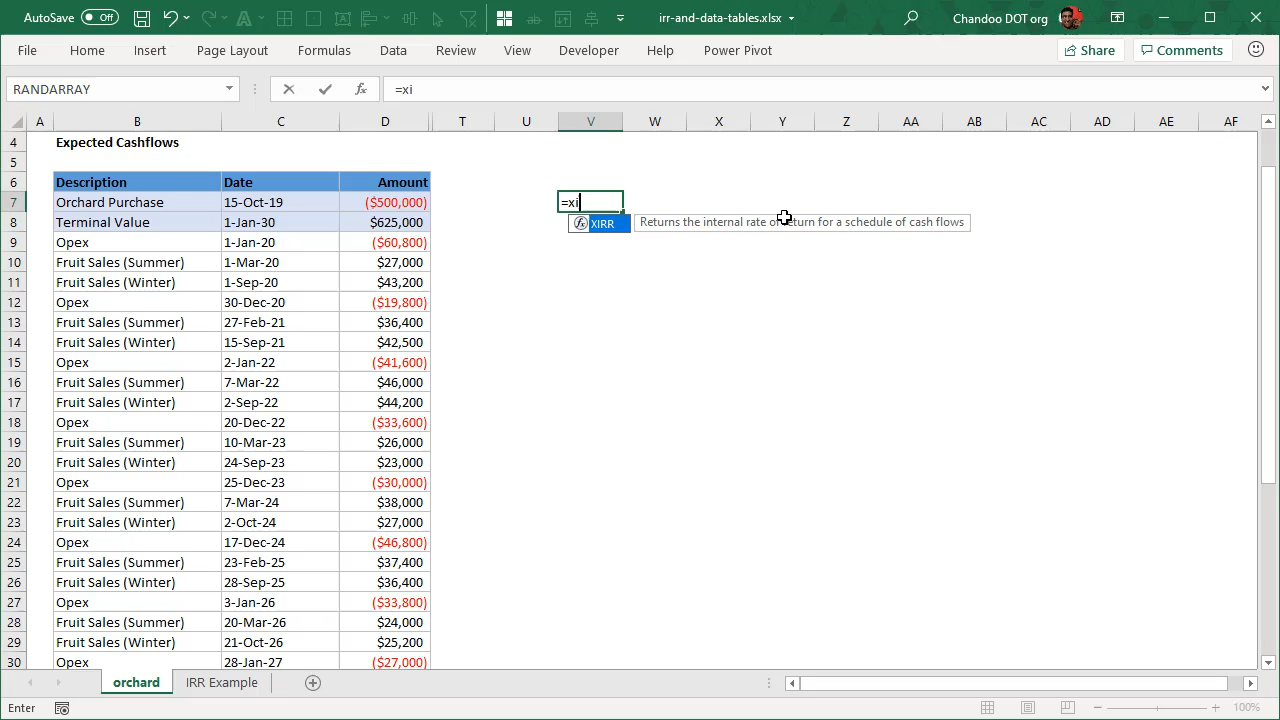 AutoSave Off irr-and-data-tables.xlsx Chandoo DOT org
File Home Insert Page Layout Formulas Data Review View Developer Help Power Pivot Share Comments
RANDARRAY fx =xi
A B C D T U V W X Y Z AA AB AC AD AE AF
4 Expected Cashflows
5
6 Description Date Amount
7 Orchard Purchase 15-Oct-19 ($500,000) =xi
8 Terminal Value 1-Jan-30 $625,000 fx XIRR Returns the internal rate of return for a schedule of cash flows
9 Opex 1-Jan-20 ($60,800)
10 Fruit Sales (Summer) 1-Mar-20 $27,000
11 Fruit Sales (Winter) 1-Sep-20 $43,200
12 Opex 30-Dec-20 ($19,800)
13 Fruit Sales (Summer) 27-Feb-21 $36,400
14 Fruit Sales (Winter) 15-Sep-21 $42,500
15 Opex 2-Jan-22 ($41,600)
16 Fruit Sales (Summer) 7-Mar-22 $46,000
17 Fruit Sales (Winter) 2-Sep-22 $44,200
18 Opex 20-Dec-22 ($33,600)
19 Fruit Sales (Summer) 10-Mar-23 $26,000
20 Fruit Sales (Winter) 24-Sep-23 $23,000
21 Opex 25-Dec-23 ($30,000)
22 Fruit Sales (Summer) 7-Mar-24 $38,000
23 Fruit Sales (Winter) 2-Oct-24 $27,000
24 Opex 17-Dec-24 ($46,800)
25 Fruit Sales (Summer) 23-Feb-25 $37,400
26 Fruit Sales (Winter) 28-Sep-25 $36,400
27 Opex 3-Jan-26 ($33,800)
28 Fruit Sales (Summer) 20-Mar-26 $24,000
29 Fruit Sales (Winter) 21-Oct-26 $25,200
30 Opex 28-Jan-27 ($27,000)
orchard IRR Example
Enter 100%